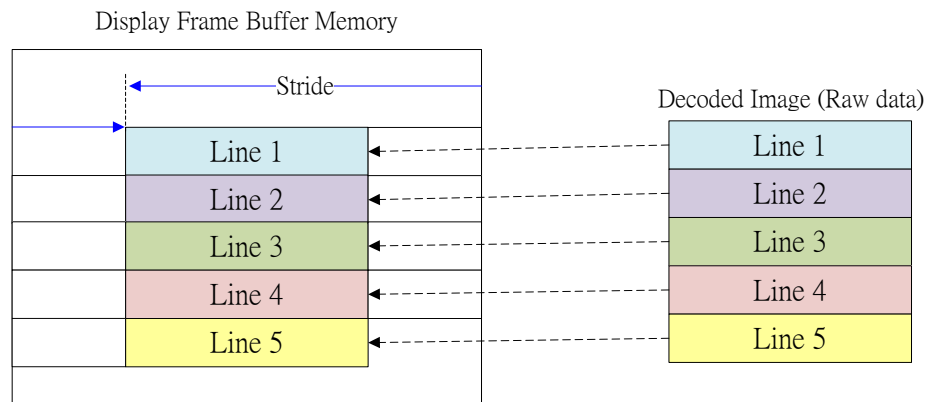 Display Frame Buffer Memory
Stride
Decoded Image (Raw data)
Line 1
Line 2
Line 3
Line 4
Line 5
Line 1
Line 2
Line 3
Line 4
Line 5